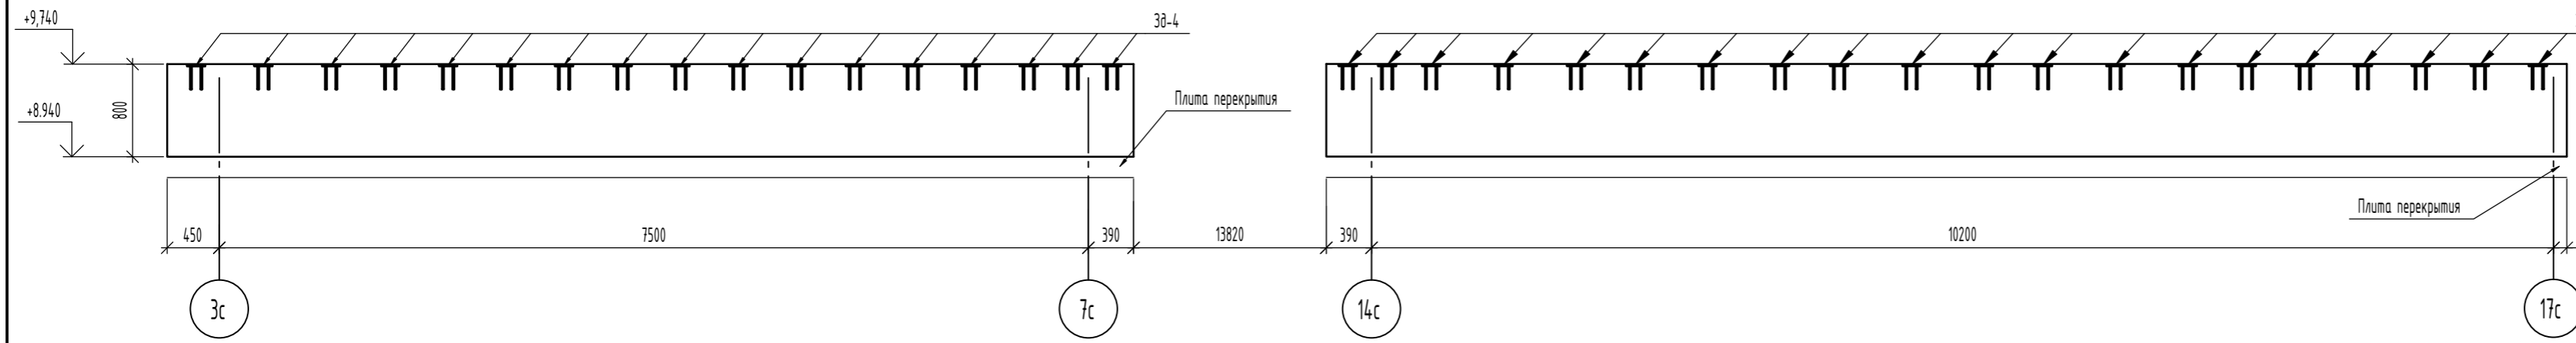 +9,740
Зд-4
+8.940
800
Плита перекрытия
Плита перекрытия
450
7500
390
13820
390
10200
3с
7с
14с
17с